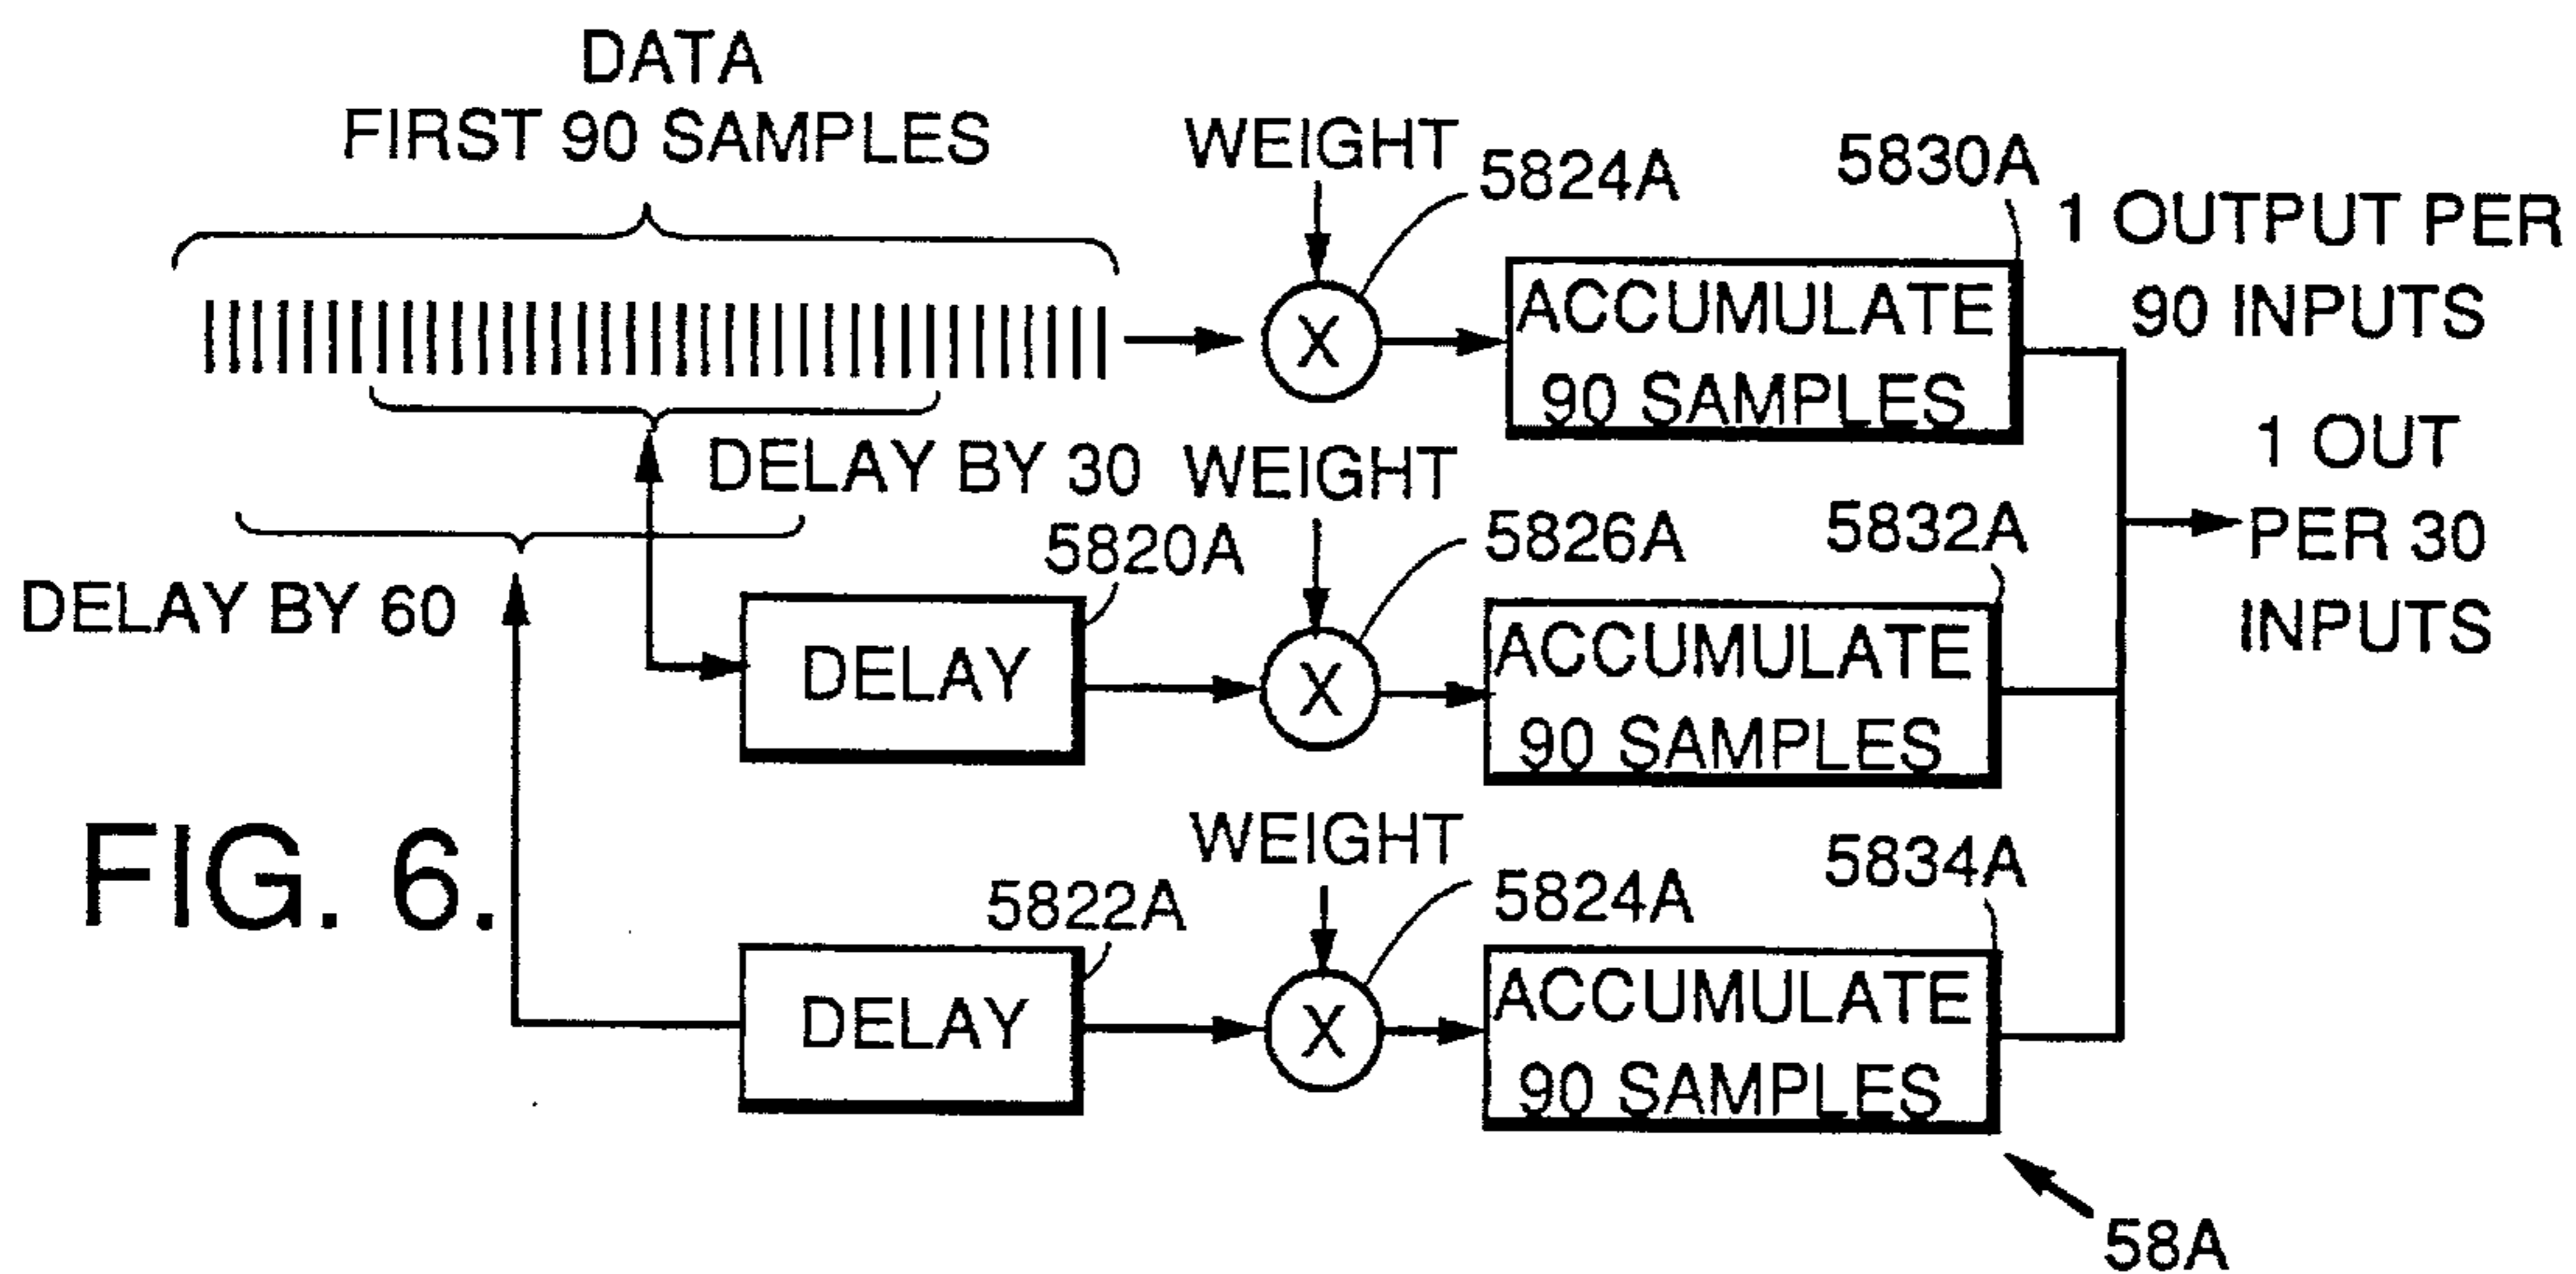 DATA
FIRST 90 SAMPLES
WEIGHT
5824A
5830A
1 OUTPUT PER
90 INPUTS
X
ACCUMULATE
90 SAMPLES
DELAY BY 30
WEIGHT
5826A
5832A
1 OUT
PER 30
INPUTS
DELAY BY 60
5820A
DELAY
X
ACCUMULATE
90 SAMPLES
FIG. 6.
WEIGHT
5824A
5834A
5822A
DELAY
X
ACCUMULATE
90 SAMPLES
58A